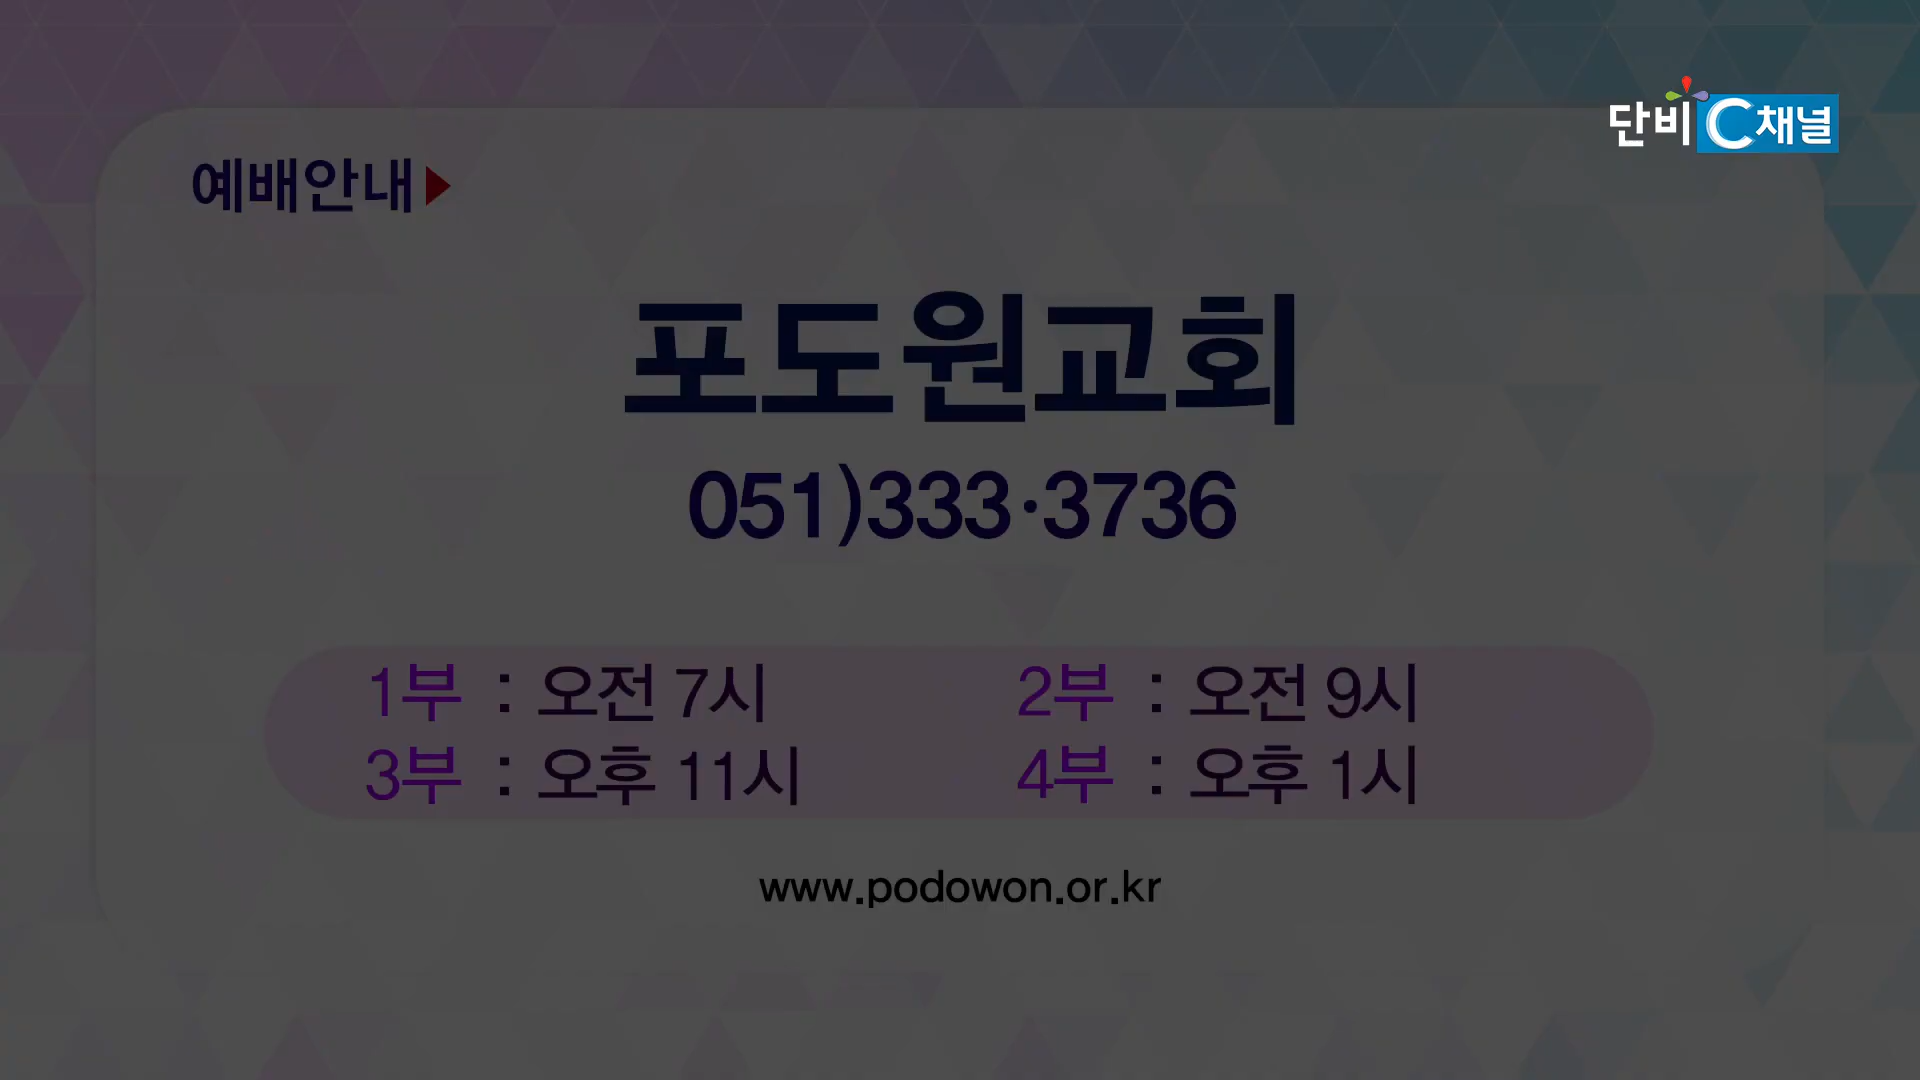 단비 C채널
예배안내
포도원교회
051)333·3736
1부 : 오전 7시 2부 : 오전 9시
3부 : 오후 11시 4부 : 오후 1시
www.podowon.or.kr